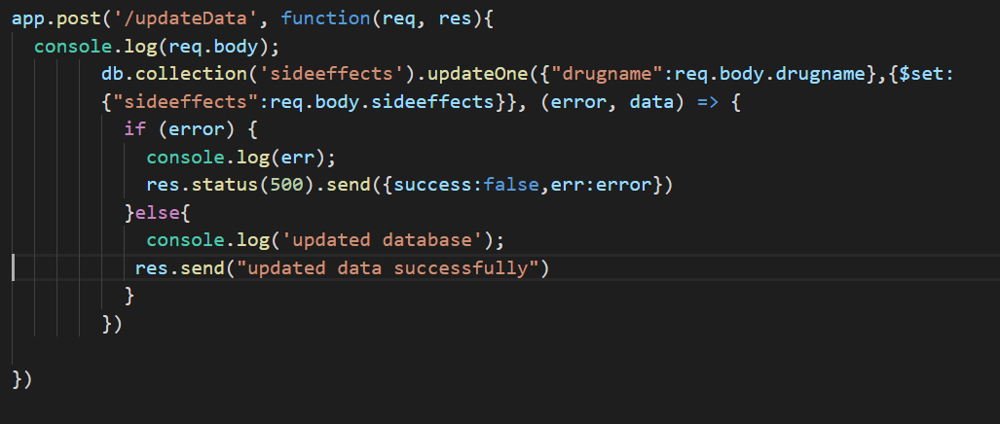 app.post('/updateData', function(req, res){
console.log(req.body);
db.collection('sideeffects').updateOne({"drugname":req.body.drugname},{$set:
{"sideeffects":req.body.sideeffects}}, (error, data) => {
if (error) {
console.log(err);
res.status(500).send({success:false,err:error})
}else{
console.log('updated database');
res.send("updated data successfully")
}
})
})